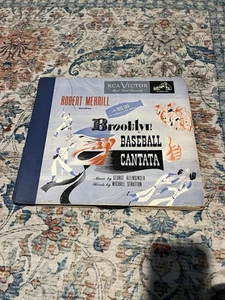 RCA VICTOR
ROBERT MERRILL
Brooklyn
BASEBALL
CANTATA
Music by GEORGE KLEINSINGER
Words by MICHAEL STRATTON